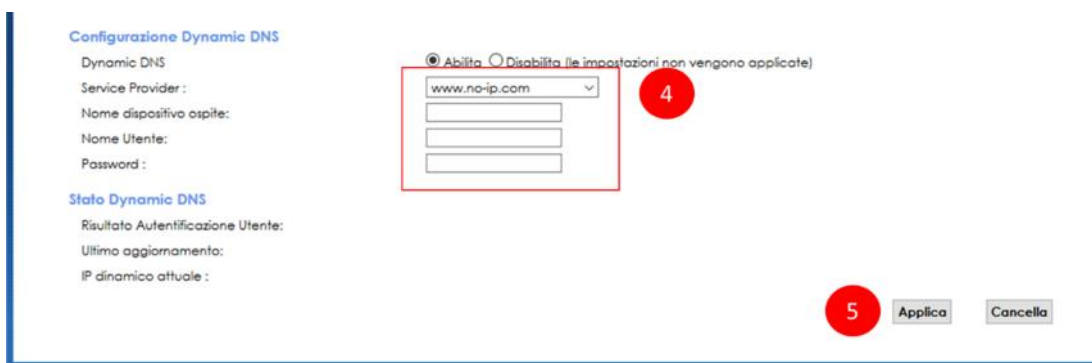 Configurazione Dynamic DNS
Dynamic DNS Abilita Disabilita (le impostazioni non vengono applicate)
Service Provider : www.no-ip.com 4
Nome dispositivo ospite:
Nome Utente:
Password :
Stato Dynamic DNS
Risultato Autentificazione Utente:
Ultimo aggiornamento:
IP dinamico attuale :
5 Applica Cancella